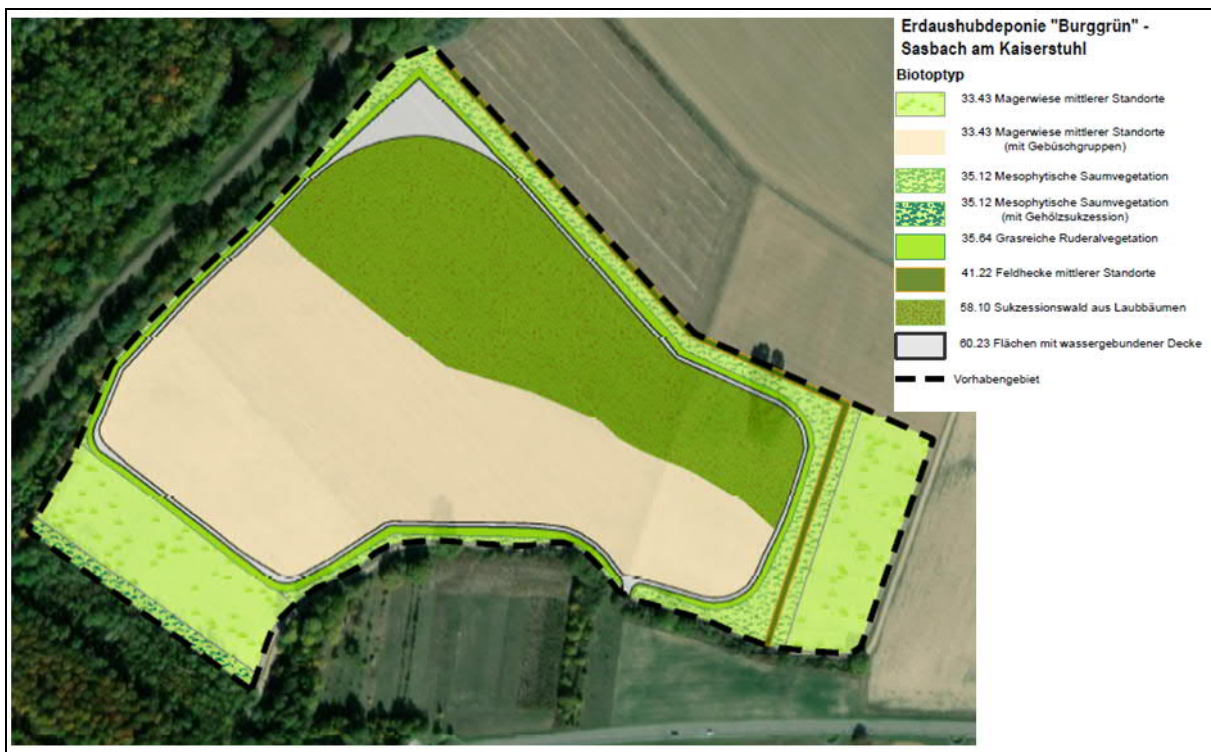 Erdaushubdeponie "Burggrün" -
Sasbach am Kaiserstuhl
Biotoptyp
33.43 Magerwiese mittlerer Standorte
33.43 Magerwiese mittlerer Standorte
(mit Gebüschgruppen)
35.12 Mesophytische Saumvegetation
35.12 Mesophytische Saumvegetation
(mit Gehölzsukzession)
35.64 Grasreiche Ruderalvegetation
41.22 Feldhecke mittlerer Standorte
58.10 Sukzessionswald aus Laubbäumen
60.23 Flächen mit wassergebundener Decke
Vorhabengebiet